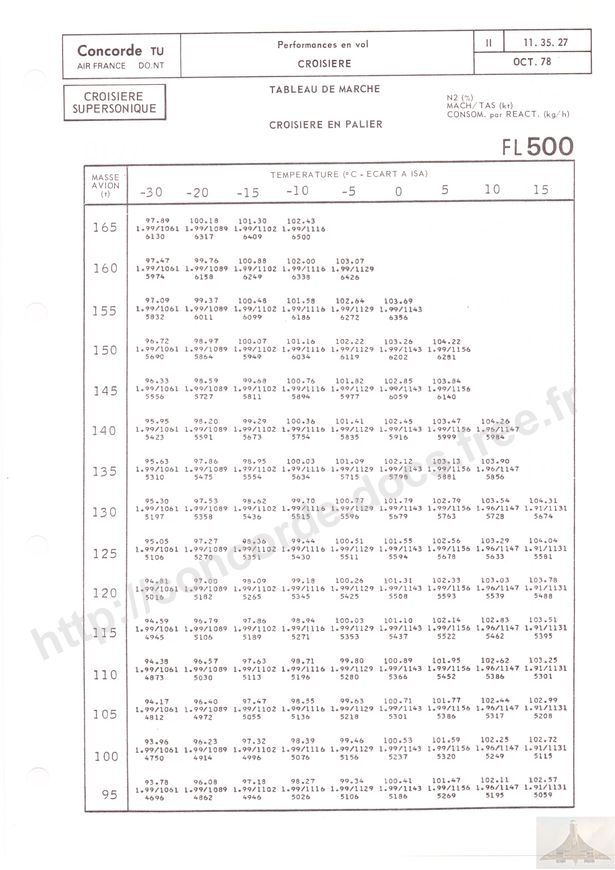 Concorde TU
AIR FRANCE DO.NT
Performances en vol
CROISIERE
II
11. 35. 27
OCT. 78
CROISIERE
SUPERSONIQUE
TABLEAU DE MARCHE
CROISIERE EN PALIER
N2 (%)
MACH/TAS (kt)
CONSOM. par REACT. (kg/h)
FL500
MASSE AVION (t)
TEMPERATURE (°C - ECART A ISA)
-30 -20 -15 -10 -5 0 5 10 15
97.89 100.18 101.30 102.43
165 1.99/1061 1.99/1089 1.99/1102 1.99/1116
6130 6317 6409 6500
97.47 99.76 100.88 102.00 103.07
160 1.99/1061 1.99/1089 1.99/1102 1.99/1116 1.99/1129
5974 6158 6249 6338 6426
97.09 99.37 100.48 101.58 102.64 103.69
155 1.99/1061 1.99/1089 1.99/1102 1.99/1116 1.99/1129 1.99/1143
5832 6011 6099 6186 6272 6356
96.72 98.97 100.07 101.16 102.22 103.26 104.22
150 1.99/1061 1.99/1089 1.99/1102 1.99/1116 1.99/1129 1.99/1143 1.99/1156
5690 5864 5949 6034 6119 6202 6281
96.33 98.59 99.68 100.76 101.82 102.85 103.84
145 1.99/1061 1.99/1089 1.99/1102 1.99/1116 1.99/1129 1.99/1143 1.99/1156
5556 5727 5811 5894 5977 6059 6140
95.95 98.20 99.29 100.36 101.41 102.45 103.47 104.26
140 1.99/1061 1.99/1089 1.99/1102 1.99/1116 1.99/1129 1.99/1143 1.99/1156 1.96/1147
5423 5591 5673 5754 5835 5916 5999 5984
95.63 97.86 98.95 100.03 101.09 102.12 103.13 103.90
135 1.99/1061 1.99/1089 1.99/1102 1.99/1116 1.99/1129 1.99/1143 1.99/1156 1.96/1147
5310 5475 5554 5634 5715 5796 5881 5856
95.30 97.53 98.62 99.70 100.77 101.79 102.79 103.54 104.31
130 1.99/1061 1.99/1089 1.99/1102 1.99/1116 1.99/1129 1.99/1143 1.99/1156 1.96/1147 1.91/1131
5197 5358 5436 5515 5596 5679 5763 5728 5674
95.05 97.27 98.36 99.44 100.51 101.55 102.56 103.29 104.04
125 1.99/1061 1.99/1089 1.99/1102 1.99/1116 1.99/1129 1.99/1143 1.99/1156 1.96/1147 1.91/1131
5106 5270 5351 5430 5511 5594 5678 5633 5581
94.81 97.00 98.09 99.18 100.26 101.31 102.33 103.03 103.78
120 1.99/1061 1.99/1089 1.99/1102 1.99/1116 1.99/1129 1.99/1143 1.99/1156 1.96/1147 1.91/1131
5016 5182 5265 5345 5425 5508 5593 5539 5488
94.59 96.79 97.86 98.94 100.03 101.10 102.14 102.83 103.51
115 1.99/1061 1.99/1089 1.99/1102 1.99/1116 1.99/1129 1.99/1143 1.99/1156 1.96/1147 1.91/1131
4945 5106 5189 5271 5353 5437 5522 5462 5395
94.38 96.57 97.63 98.71 99.80 100.89 101.95 102.62 103.25
110 1.99/1061 1.99/1089 1.99/1102 1.99/1116 1.99/1129 1.99/1143 1.99/1156 1.96/1147 1.91/1131
4873 5030 5113 5196 5280 5366 5452 5386 5301
94.17 96.40 97.47 98.55 99.63 100.71 101.77 102.44 102.99
105 1.99/1061 1.99/1089 1.99/1102 1.99/1116 1.99/1129 1.99/1143 1.99/1156 1.96/1147 1.91/1131
4812 4972 5055 5136 5218 5301 5386 5317 5208
93.96 96.23 97.32 98.39 99.46 100.53 101.59 102.25 102.72
100 1.99/1061 1.99/1089 1.99/1102 1.99/1116 1.99/1129 1.99/1143 1.99/1156 1.96/1147 1.91/1131
4750 4914 4996 5076 5156 5237 5320 5249 5115
93.78 96.08 97.18 98.27 99.34 100.41 101.47 102.11 102.57
95 1.99/1061 1.99/1089 1.99/1102 1.99/1116 1.99/1129 1.99/1143 1.99/1156 1.96/1147 1.91/1131
4696 4862 4946 5026 5106 5186 5269 5195 5059
http://concorde.docs.free.fr